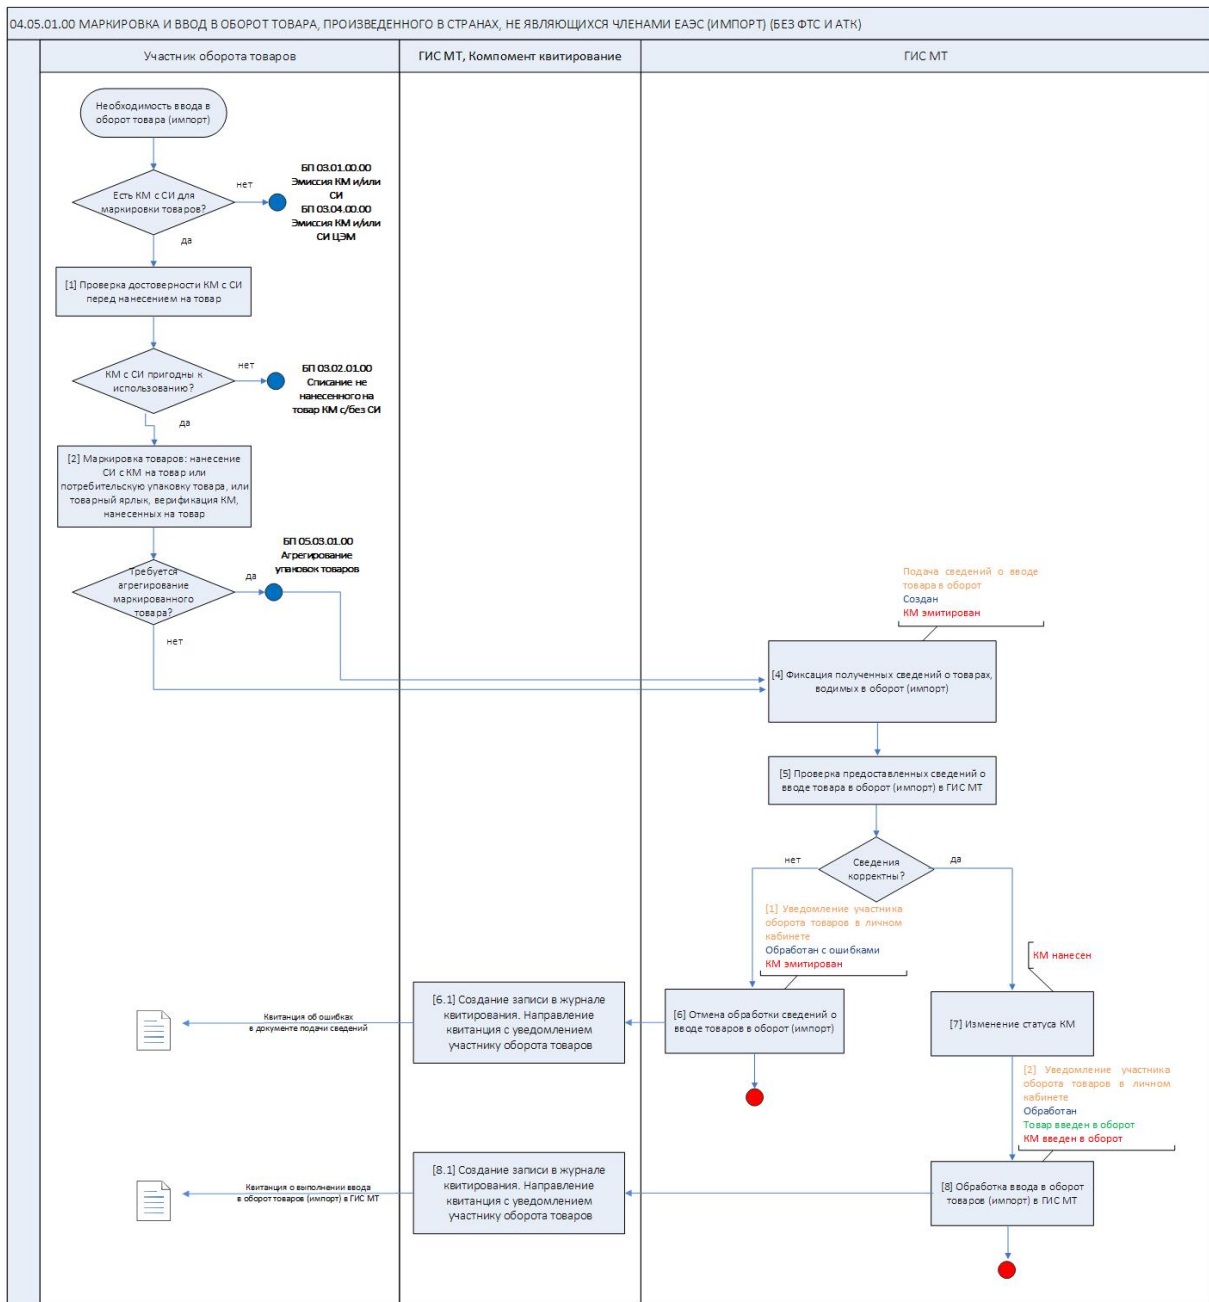 04.05.01.00 МАРКИРОВКА И ВВОД В ОБОРОТ ТОВАРА, ПРОИЗВЕДЕННОГО В СТРАНАХ, НЕ ЯВЛЯЮЩИХСЯ ЧЛЕНАМИ ЕАЭС (ИМПОРТ) (БЕЗ ФТС И АТК)
Участник оборота товаров
ГИС МТ, Компомент квитирование
ГИС МТ
Необходимость ввода в
оборот товара (импорт)
Есть КМ с СИ для
маркировки товаров?
нет
БП 03.01.00.00
Эмиссия КМ и/или
СИ
БП 03.04.00.00
Эмиссия КМ и/или
СИ ЦЭМ
да
[1] Проверка достоверности КМ с СИ
перед нанесением на товар
КМ с СИ пригодны к
использованию?
нет
БП 03.02.01.00
Списание не
нанесенного на
товар КМ с/без СИ
да
[2] Маркировка товаров: нанесение
СИ с КМ на товар или
потребительскую упаковку товара, или
товарный ярлык, верификация КМ,
нанесенных на товар
Требуется
агрегирование
маркированного
товара?
да
БП 05.03.01.00
Агрегирование
упаковок товаров
нет
Подача сведений о вводе
товара в оборот
Создан
КМ эмитирован
[4] Фиксация полученных сведений о товарах,
водимых в оборот (импорт)
[5] Проверка предоставленных сведений о
вводе товара в оборот (импорт) в ГИС МТ
Сведения
корректны?
нет
да
[1] Уведомление участника
оборота товаров в личном
кабинете
Обработан с ошибками
КМ эмитирован
КМ нанесен
[6] Отмена обработки сведений о
вводе товаров в оборот (импорт)
[7] Изменение статуса КМ
[6.1] Создание записи в журнале
квитирования. Направление
квитанция с уведомлением
участнику оборота товаров
Квитанция об ошибках
в документе подачи сведений
[2] Уведомление участника
оборота товаров в личном
кабинете
Обработан
Товар введен в оборот
КМ введен в оборот
[8] Обработка ввода в оборот
товаров (импорт) в ГИС МТ
[8.1] Создание записи в журнале
квитирования. Направление
квитанция с уведомлением
участнику оборота товаров
Квитанция о выполнении ввода
в оборот товаров (импорт) в ГИС МТ